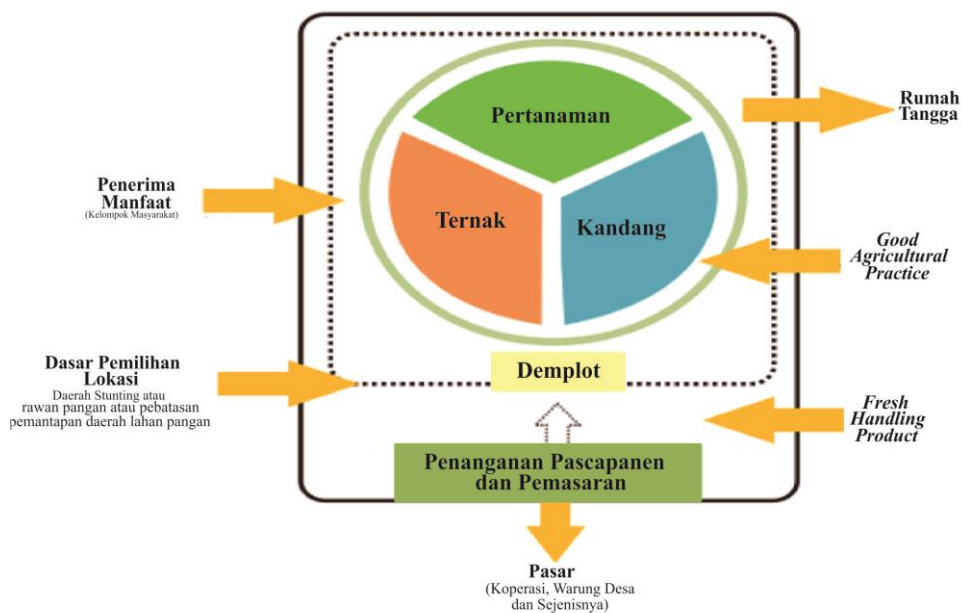 Pertanaman
Ternak
Kandang
Rumah
Tangga
Penerima
Manfaat
(Kelompok Masyarakat)
Good
Agricultural
Practice
Dasar Pemilihan
Lokasi
Daerah Stunting atau
rawan pangan atau pebatasan
pemantapan daerah lahan pangan
Demplot
Fresh
Handling
Product
Penanganan Pascapanen
dan Pemasaran
Pasar
(Koperasi, Warung Desa
dan Sejenisnya)